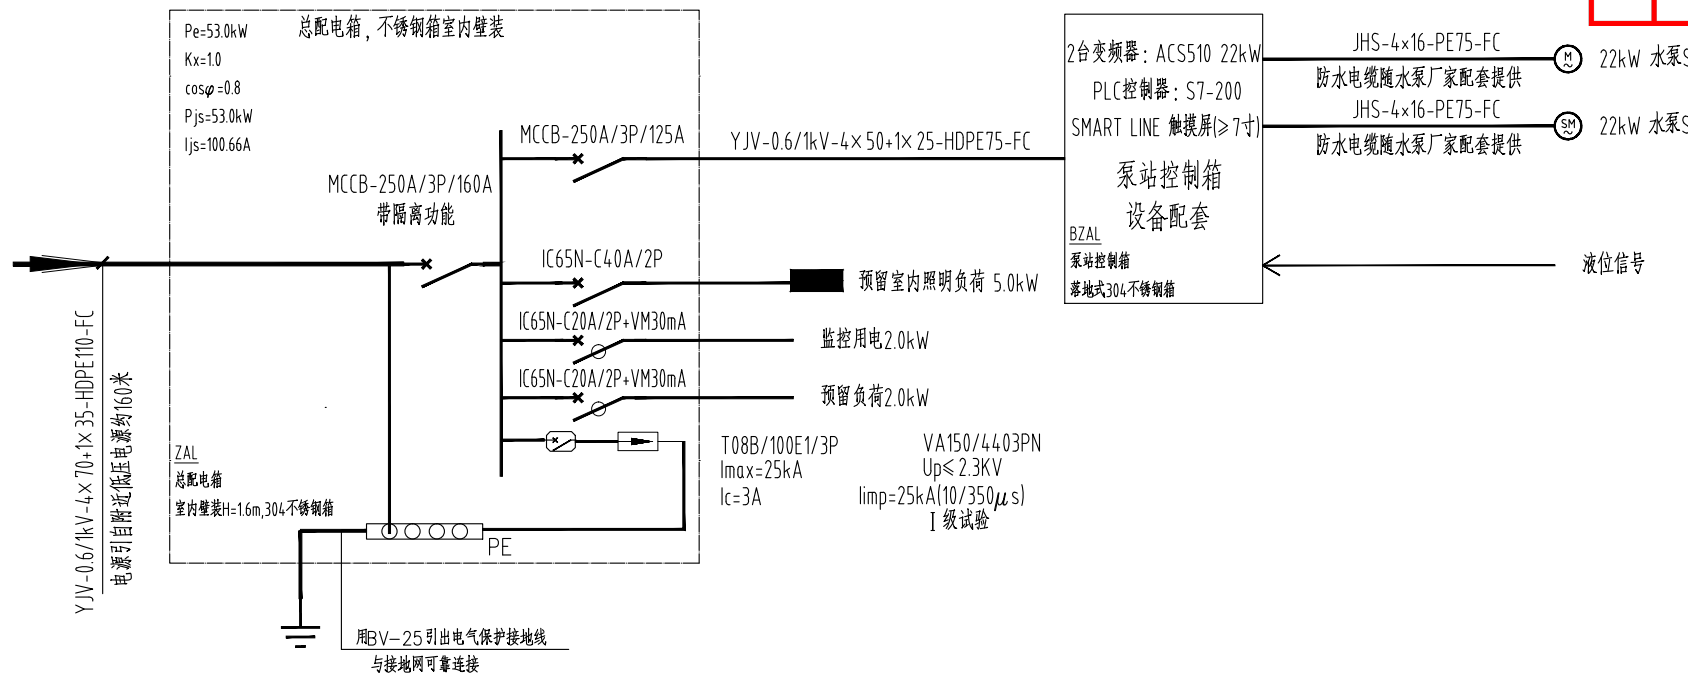 Pe=53.0kW
Kx=1.0
cosφ=0.8
Pjs=53.0kW
Ijs=100.66A
总配电箱,不锈钢箱室内壁装
MCCB-250A/3P/160A
带隔离功能
MCCB-250A/3P/125A
YJV-0.6/1kV-4×50+1×25-HDPE75-FC
IC65N-C40A/2P
预留室内照明负荷 5.0kW
IC65N-C20A/2P+VM30mA
监控用电2.0kW
IC65N-C20A/2P+VM30mA
预留负荷2.0kW
T08B/100E1/3P
Imax=25kA
Ic=3A
VA150/4403PN
Up≤2.3KV
Iimp=25kA(10/350μs)
I 级试验
ZAL
总配电箱
室内壁装H=1.6m,304不锈钢箱
PE
用BV-25引出电气保护接地线
与接地网可靠连接
YJV-0.6/1kV-4×70+1×35-HDPE110-FC
电源引自附近低压电源约160米
2台变频器: ACS510 22kW
PLC控制器: S7-200
SMART LINE 触摸屏(≥7寸)
泵站控制箱
设备配套
BZAL
泵站控制箱
落地式304不锈钢箱
JHS-4×16-PE75-FC
防水电缆随水泵厂家配套提供
M
~
22kW 水泵
JHS-4×16-PE75-FC
防水电缆随水泵厂家配套提供
SM
~
22kW 水泵
液位信号